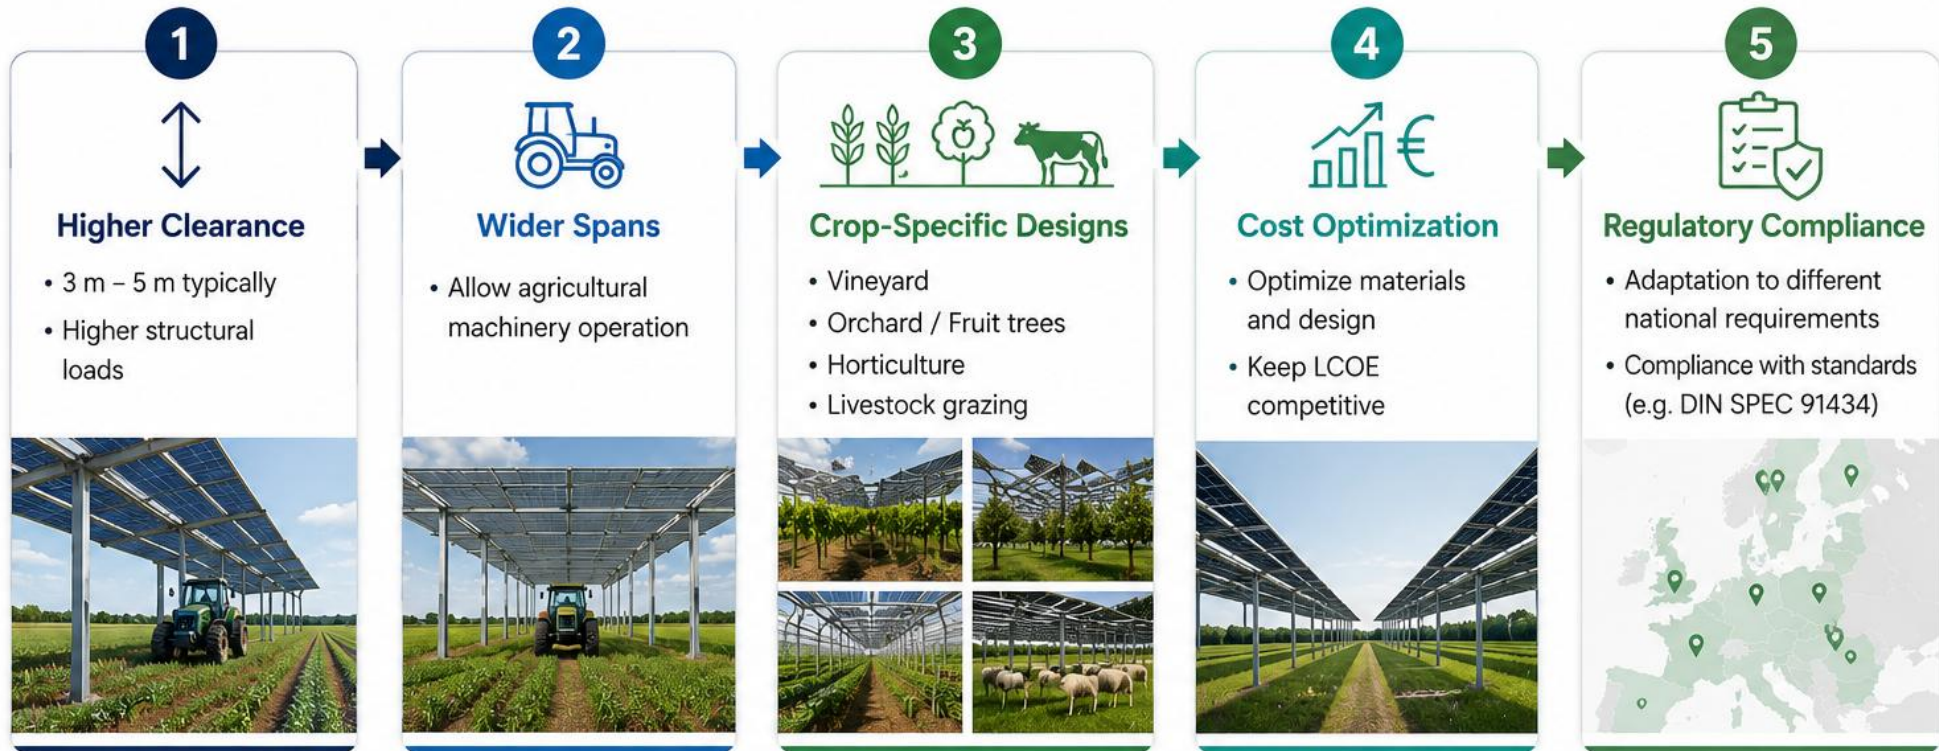 1
Higher Clearance
• 3 m – 5 m typically
• Higher structural
loads
2
Wider Spans
• Allow agricultural
machinery operation
3
Crop-Specific Designs
• Vineyard
• Orchard / Fruit trees
• Horticulture
• Livestock grazing
4
€
Cost Optimization
• Optimize materials
and design
• Keep LCOE
competitive
5
Regulatory Compliance
• Adaptation to different
national requirements
• Compliance with standards
(e.g. DIN SPEC 91434)